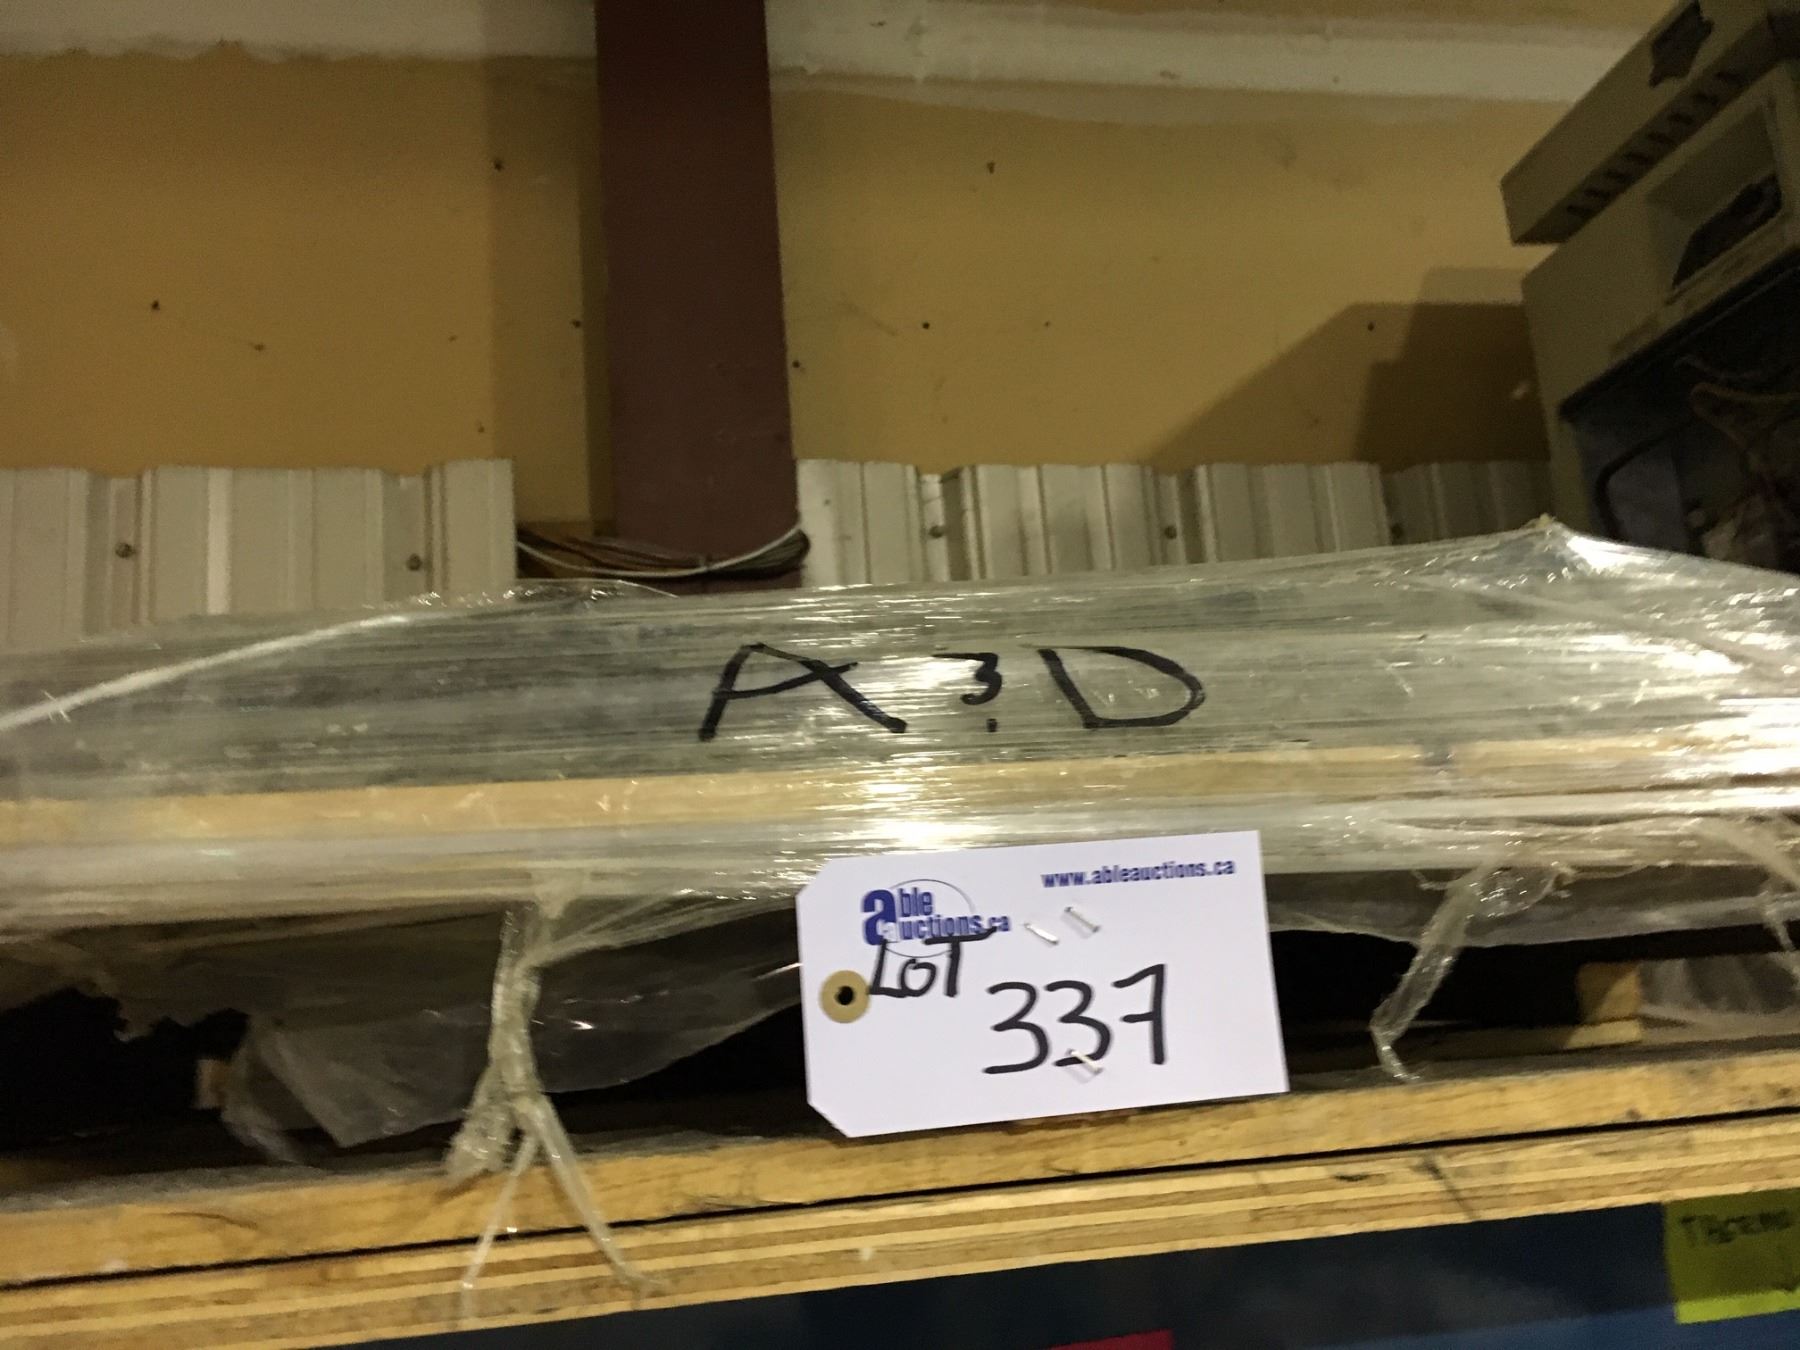 A & D
www.ableauctions.ca
able auctions.ca
LOT
337